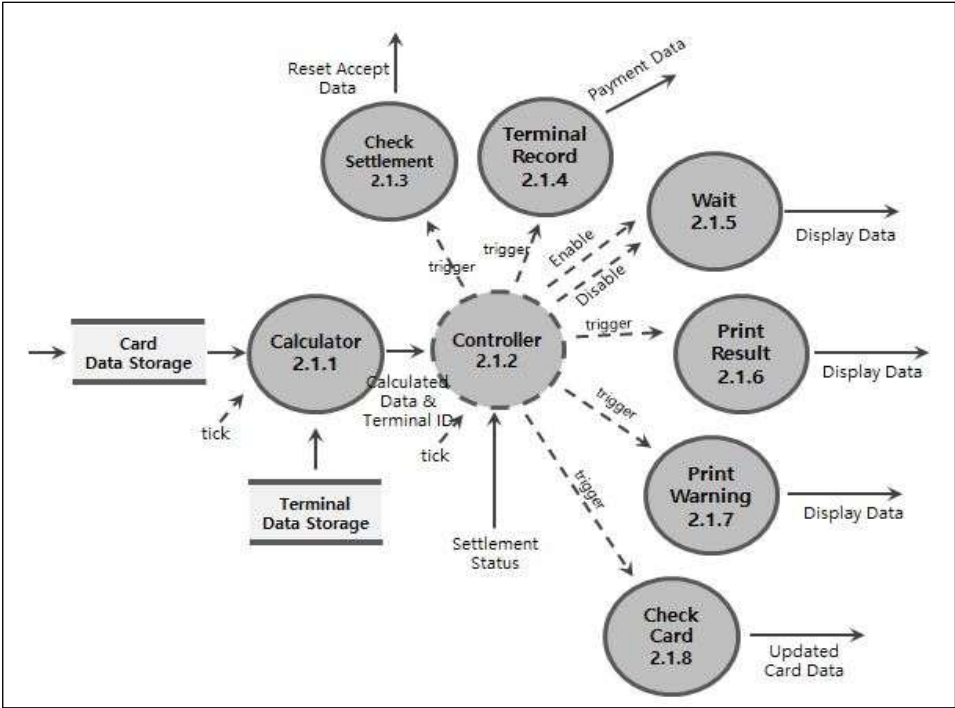 Reset Accept
Data
Payment Data
Check
Settlement
2.1.3
Terminal
Record
2.1.4
Wait
2.1.5
Display Data
trigger
trigger
Enable
Disable
Card
Data Storage
Calculator
2.1.1
Controller
2.1.2
trigger
Print
Result
2.1.6
Display Data
Calculated
Data &
Terminal ID
tick
tick
trigger
Terminal
Data Storage
Settlement
Status
trigger
Print
Warning
2.1.7
Display Data
Check
Card
2.1.8
Updated
Card Data